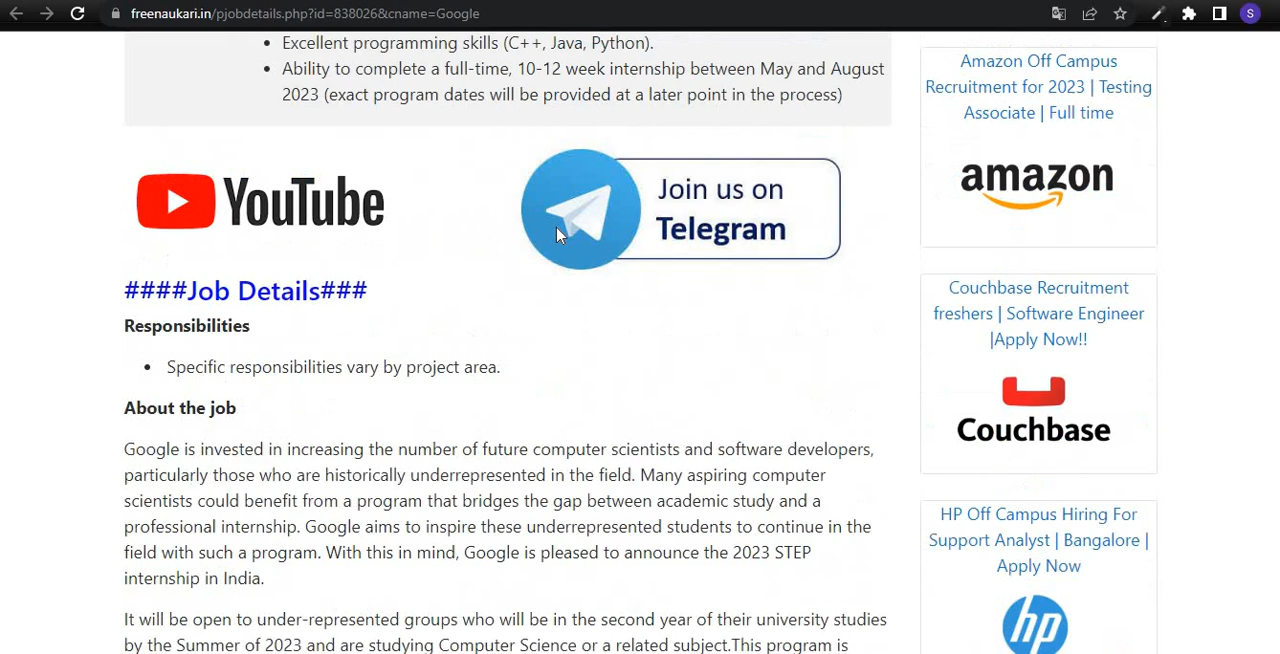 freenaukari.in/pjobdetails.php?id=838026&cname=Google
S
Excellent programming skills (C++, Java, Python).
Ability to complete a full-time, 10-12 week internship between May and August
2023 (exact program dates will be provided at a later point in the process)
YouTube
Join us on
Telegram
####Job Details###
Responsibilities
Specific responsibilities vary by project area.
About the job
Google is invested in increasing the number of future computer scientists and software developers,
particularly those who are historically underrepresented in the field. Many aspiring computer
scientists could benefit from a program that bridges the gap between academic study and a
professional internship. Google aims to inspire these underrepresented students to continue in the
field with such a program. With this in mind, Google is pleased to announce the 2023 STEP
internship in India.
It will be open to under-represented groups who will be in the second year of their university studies
by the Summer of 2023 and are studying Computer Science or a related subject.This program is
Amazon Off Campus
Recruitment for 2023 | Testing
Associate | Full time
amazon
Couchbase Recruitment
freshers | Software Engineer
|Apply Now!!
Couchbase
HP Off Campus Hiring For
Support Analyst | Bangalore |
Apply Now
hp